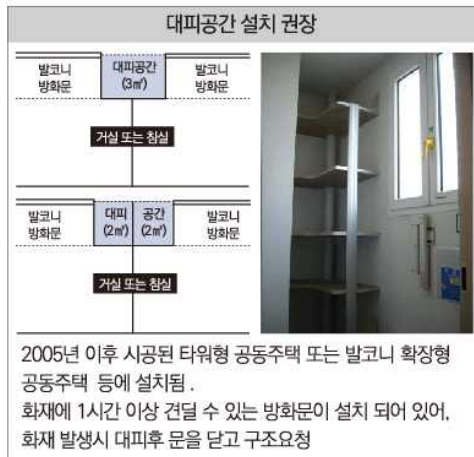 대피공간 설치 권장
발코니
방화문
대피공간
(3㎡)
발코니
방화문
거실 또는 침실
발코니
방화문
대피
(2㎡)
공간
(2㎡)
발코니
방화문
거실 또는 침실
2005년 이후 시공된 타워형 공동주택 또는 발코니 확장형
공동주택 등에 설치됨 .
화재에 1시간 이상 견딜 수 있는 방화문이 설치 되어 있어,
화재 발생시 대피후 문을 닫고 구조요청